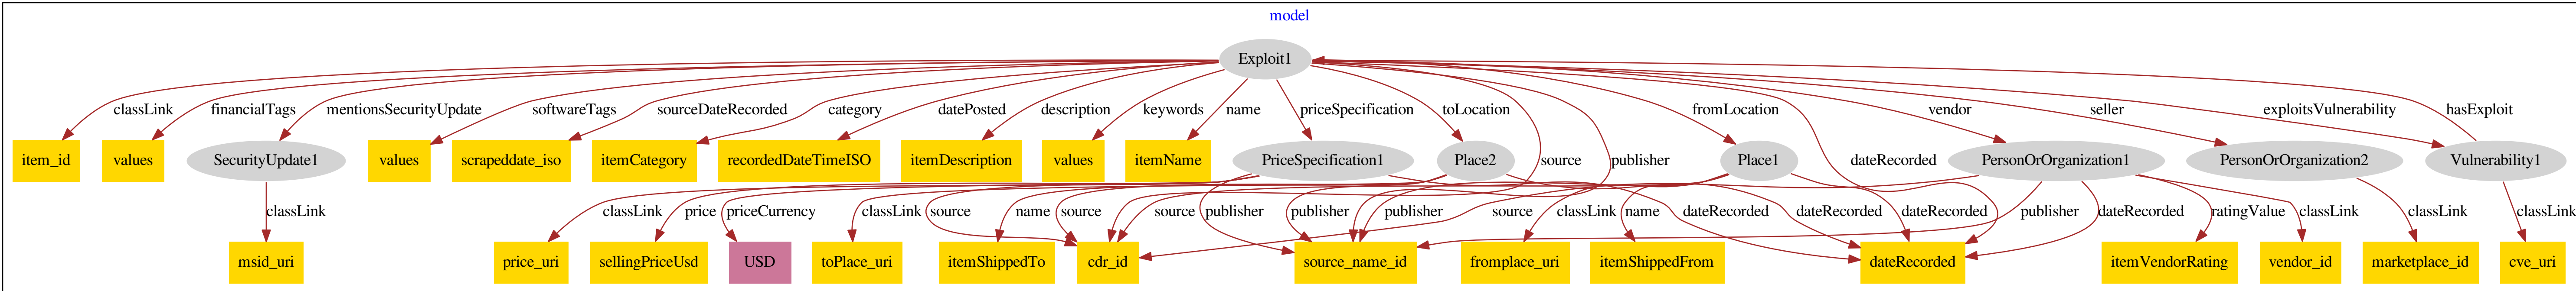 model
Exploit1
classLink
financialTags
mentionsSecurityUpdate
softwareTags
sourceDateRecorded
category
datePosted
description
keywords
name
priceSpecification
toLocation
fromLocation
vendor
seller
exploitsVulnerability
hasExploit
item_id
values
SecurityUpdate1
values
scrapeddate_iso
itemCategory
recordedDateTimeISO
itemDescription
values
itemName
PriceSpecification1
Place2
source
publisher
Place1
dateRecorded
PersonOrOrganization1
PersonOrOrganization2
Vulnerability1
classLink
classLink
price
priceCurrency
classLink
source
name
source
source
publisher
publisher
publisher
source
classLink
name
dateRecorded
dateRecorded
dateRecorded
publisher
dateRecorded
ratingValue
classLink
classLink
classLink
msid_uri
price_uri
sellingPriceUsd
USD
toPlace_uri
itemShippedTo
cdr_id
source_name_id
fromplace_uri
itemShippedFrom
dateRecorded
itemVendorRating
vendor_id
marketplace_id
cve_uri